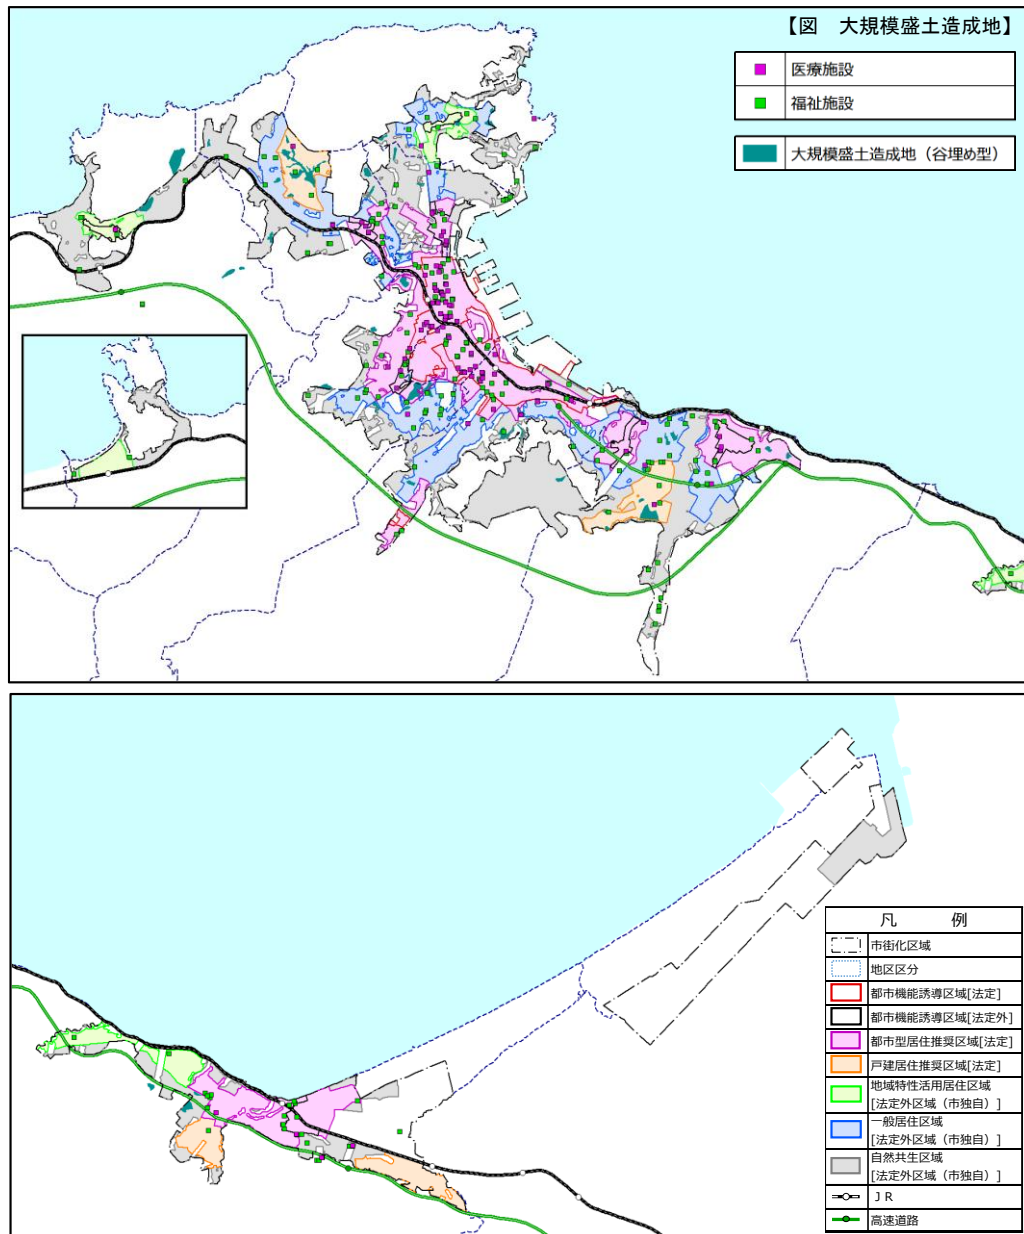 【図　大規模盛土造成地】
医療施設
福祉施設
大規模盛土造成地（谷埋め型）
凡　例
市街化区域
地区区分
都市機能誘導区域[法定]
都市機能誘導区域[法定外]
都市型居住推奨区域[法定]
戸建居住推奨区域[法定]
地域特性活用居住区域
[法定外区域（市独自）]
一般居住区域
[法定外区域（市独自）]
自然共生区域
[法定外区域（市独自）]
ＪＲ
高速道路